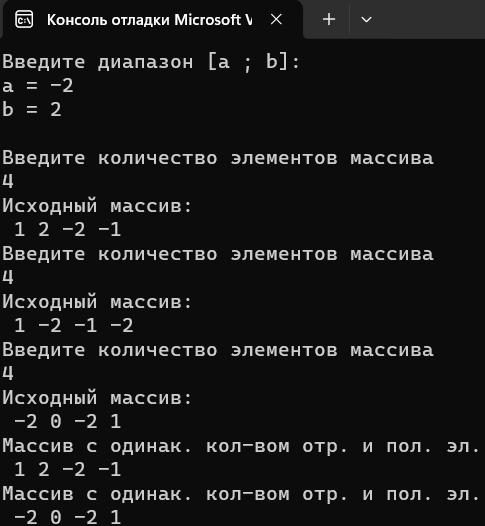 Консоль отладки Microsoft V
Введите диапазон [a ; b]:
a = -2
b = 2
Введите количество элементов массива
4
Исходный массив:
1 2 -2 -1
Введите количество элементов массива
4
Исходный массив:
1 -2 -1 -2
Введите количество элементов массива
4
Исходный массив:
-2 0 -2 1
Массив с одинак. кол-вом отр. и пол. эл.
1 2 -2 -1
Массив с одинак. кол-вом отр. и пол. эл.
-2 0 -2 1